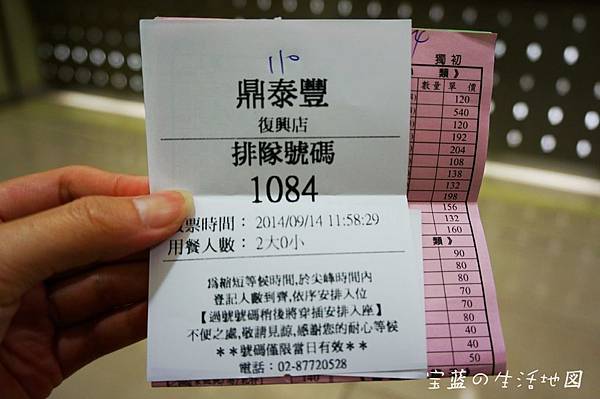 110
鼎泰豐
復興店
排隊號碼
1084
票時間： 2014/09/14 11:58:29
用餐人數： 2大0小
為縮短等候時間,於尖峰時間內
登記人數到齊,依序安排入位
【過號號碼稍後將穿插安排入座】
不便之處,敬請見諒,感謝您的耐心等候
**號碼僅限當日有效**
電話：02-87720528
獨初
類》
數量 單 價
120
540
120
192
204
108
138
132
198
156
132
160
類》
90
80
70
80
80
70
40
40
50
140
宝蓝の生活地図